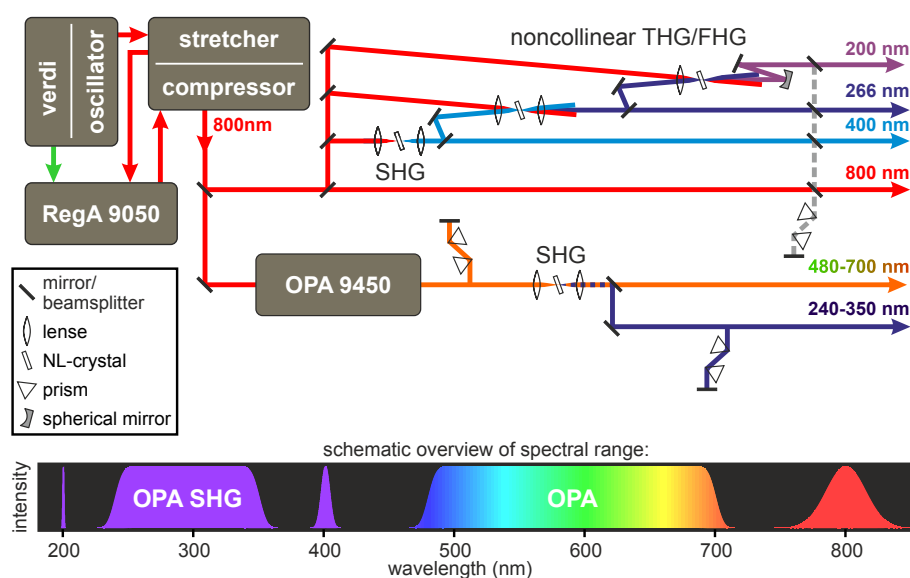 verdi
oscillator
stretcher
compressor
RegA 9050
800nm
noncollinear THG/FHG
SHG
200 nm
266 nm
400 nm
800 nm
OPA 9450
SHG
480-700 nm
240-350 nm
mirror/
beamsplitter
lense
NL-crystal
prism
spherical mirror
schematic overview of spectral range:
intensity
OPA SHG
OPA
200 300 400 500 600 700 800
wavelength (nm)